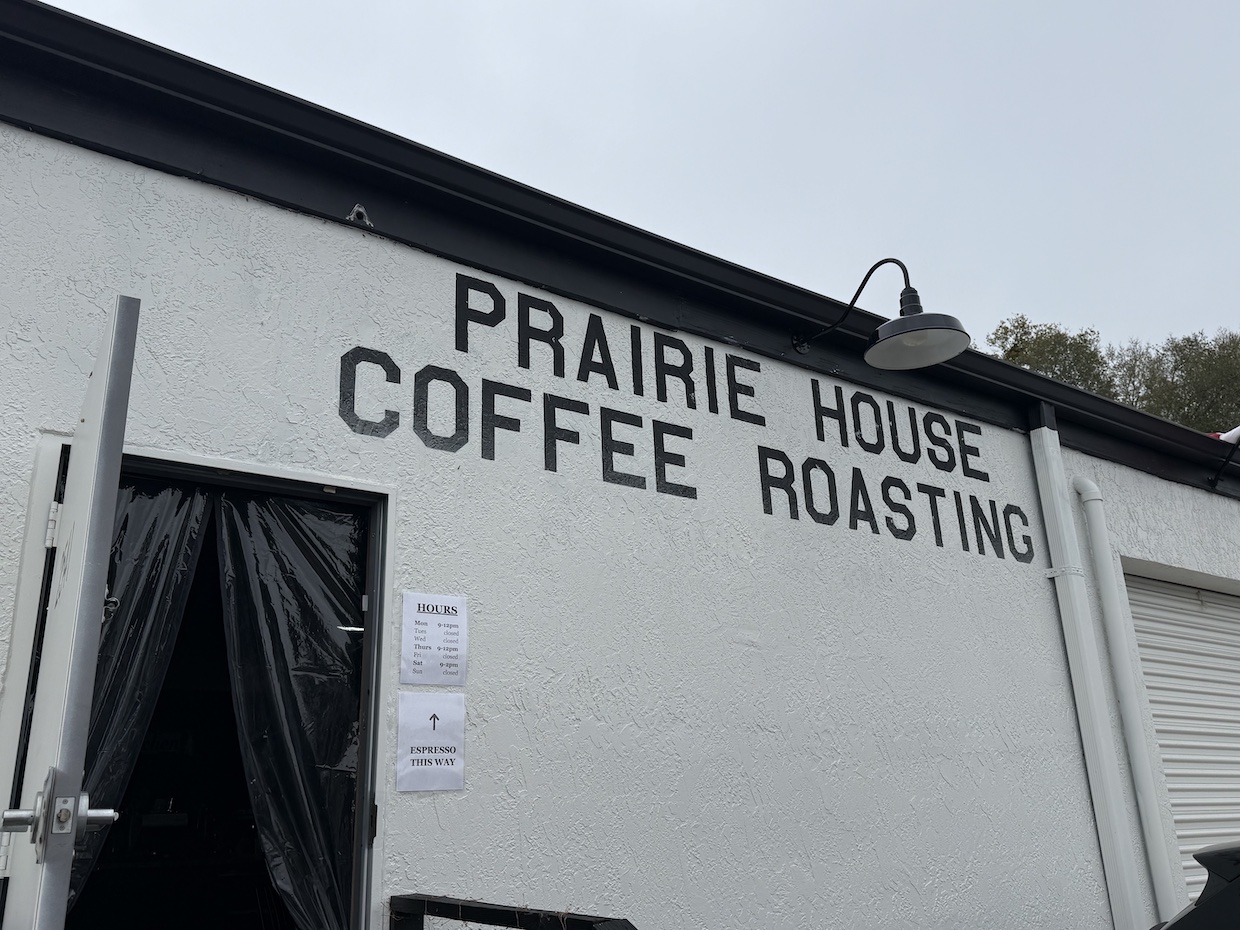 PRAIRIE HOUSE
COFFEE ROASTING
HOURS
Mon 9-12pm
Tues closed
Wed closed
Thurs 9-12pm
Fri closed
Sat 9-2pm
Sun closed
↑
ESPRESSO
THIS WAY